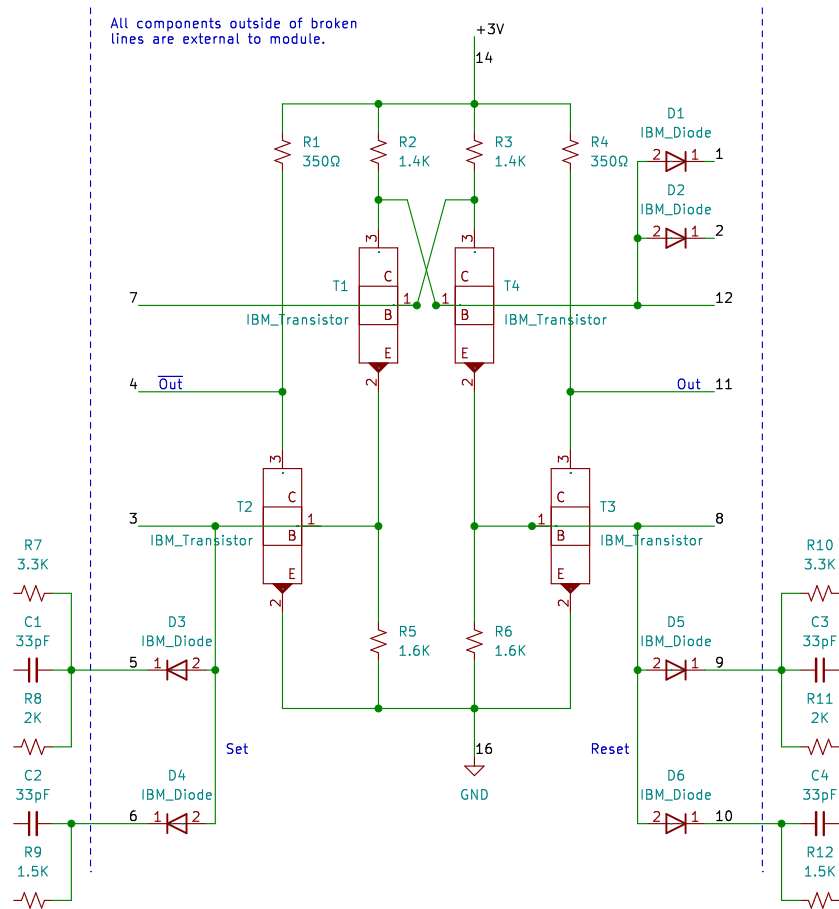 All components outside of broken
lines are external to module.
+3V
14
D1
IBM_Diode
2
1
1
R1
350Ω
R2
1.4K
R3
1.4K
R4
350Ω
D2
IBM_Diode
2
1
2
3
C
B
E
1
2
T1
IBM_Transistor
7
3
C
B
E
1
2
T4
IBM_Transistor
12
4
Out
Out
11
3
C
B
E
1
2
T2
IBM_Transistor
3
3
C
B
E
1
2
T3
IBM_Transistor
8
R7
3.3K
C1
33pF
R8
2K
5
D3
IBM_Diode
1
2
R5
1.6K
R6
1.6K
D5
IBM_Diode
2
1
9
R10
3.3K
C3
33pF
R11
2K
Set
16
GND
Reset
C2
33pF
R9
1.5K
6
D4
IBM_Diode
1
2
D6
IBM_Diode
2
1
10
C4
33pF
R12
1.5K